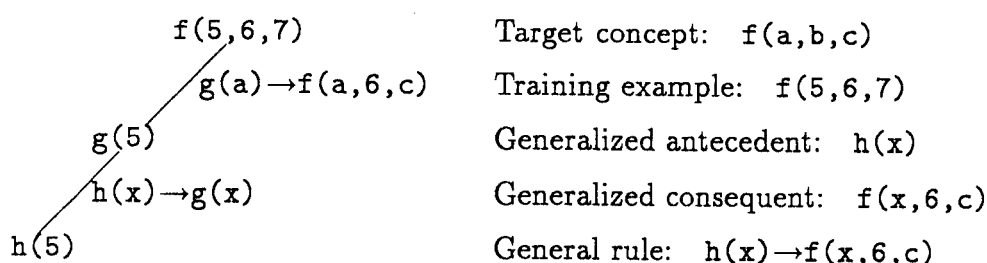 f(5,6,7)
g(a)→f(a,6,c)
g(5)
h(x)→g(x)
h(5)
Target concept: f(a,b,c)
Training example: f(5,6,7)
Generalized antecedent: h(x)
Generalized consequent: f(x,6,c)
General rule: h(x)→f(x,6,c)